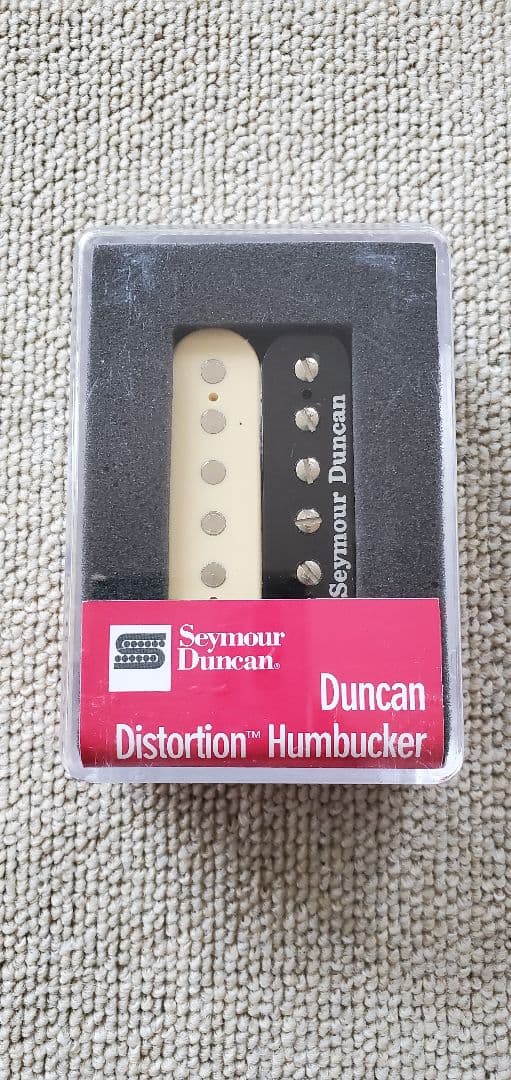 Seymour Duncan
Seymour
Duncan®
Duncan
Distortion™ Humbucker